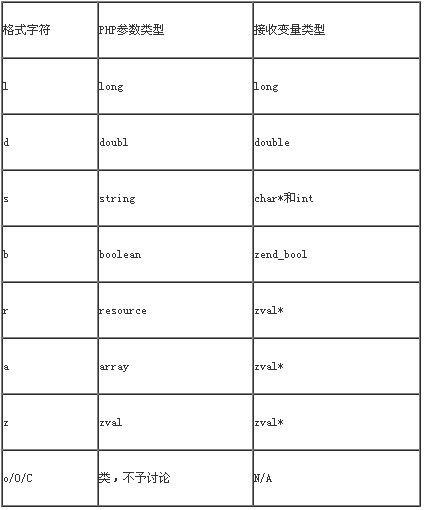 格式字符 PHP参数类型 接收变量类型
l long long
d doubl double
s string char*和int
b boolean zend_bool
r resource zval*
a array zval*
z zval zval*
o/O/C 类，不予讨论 N/A